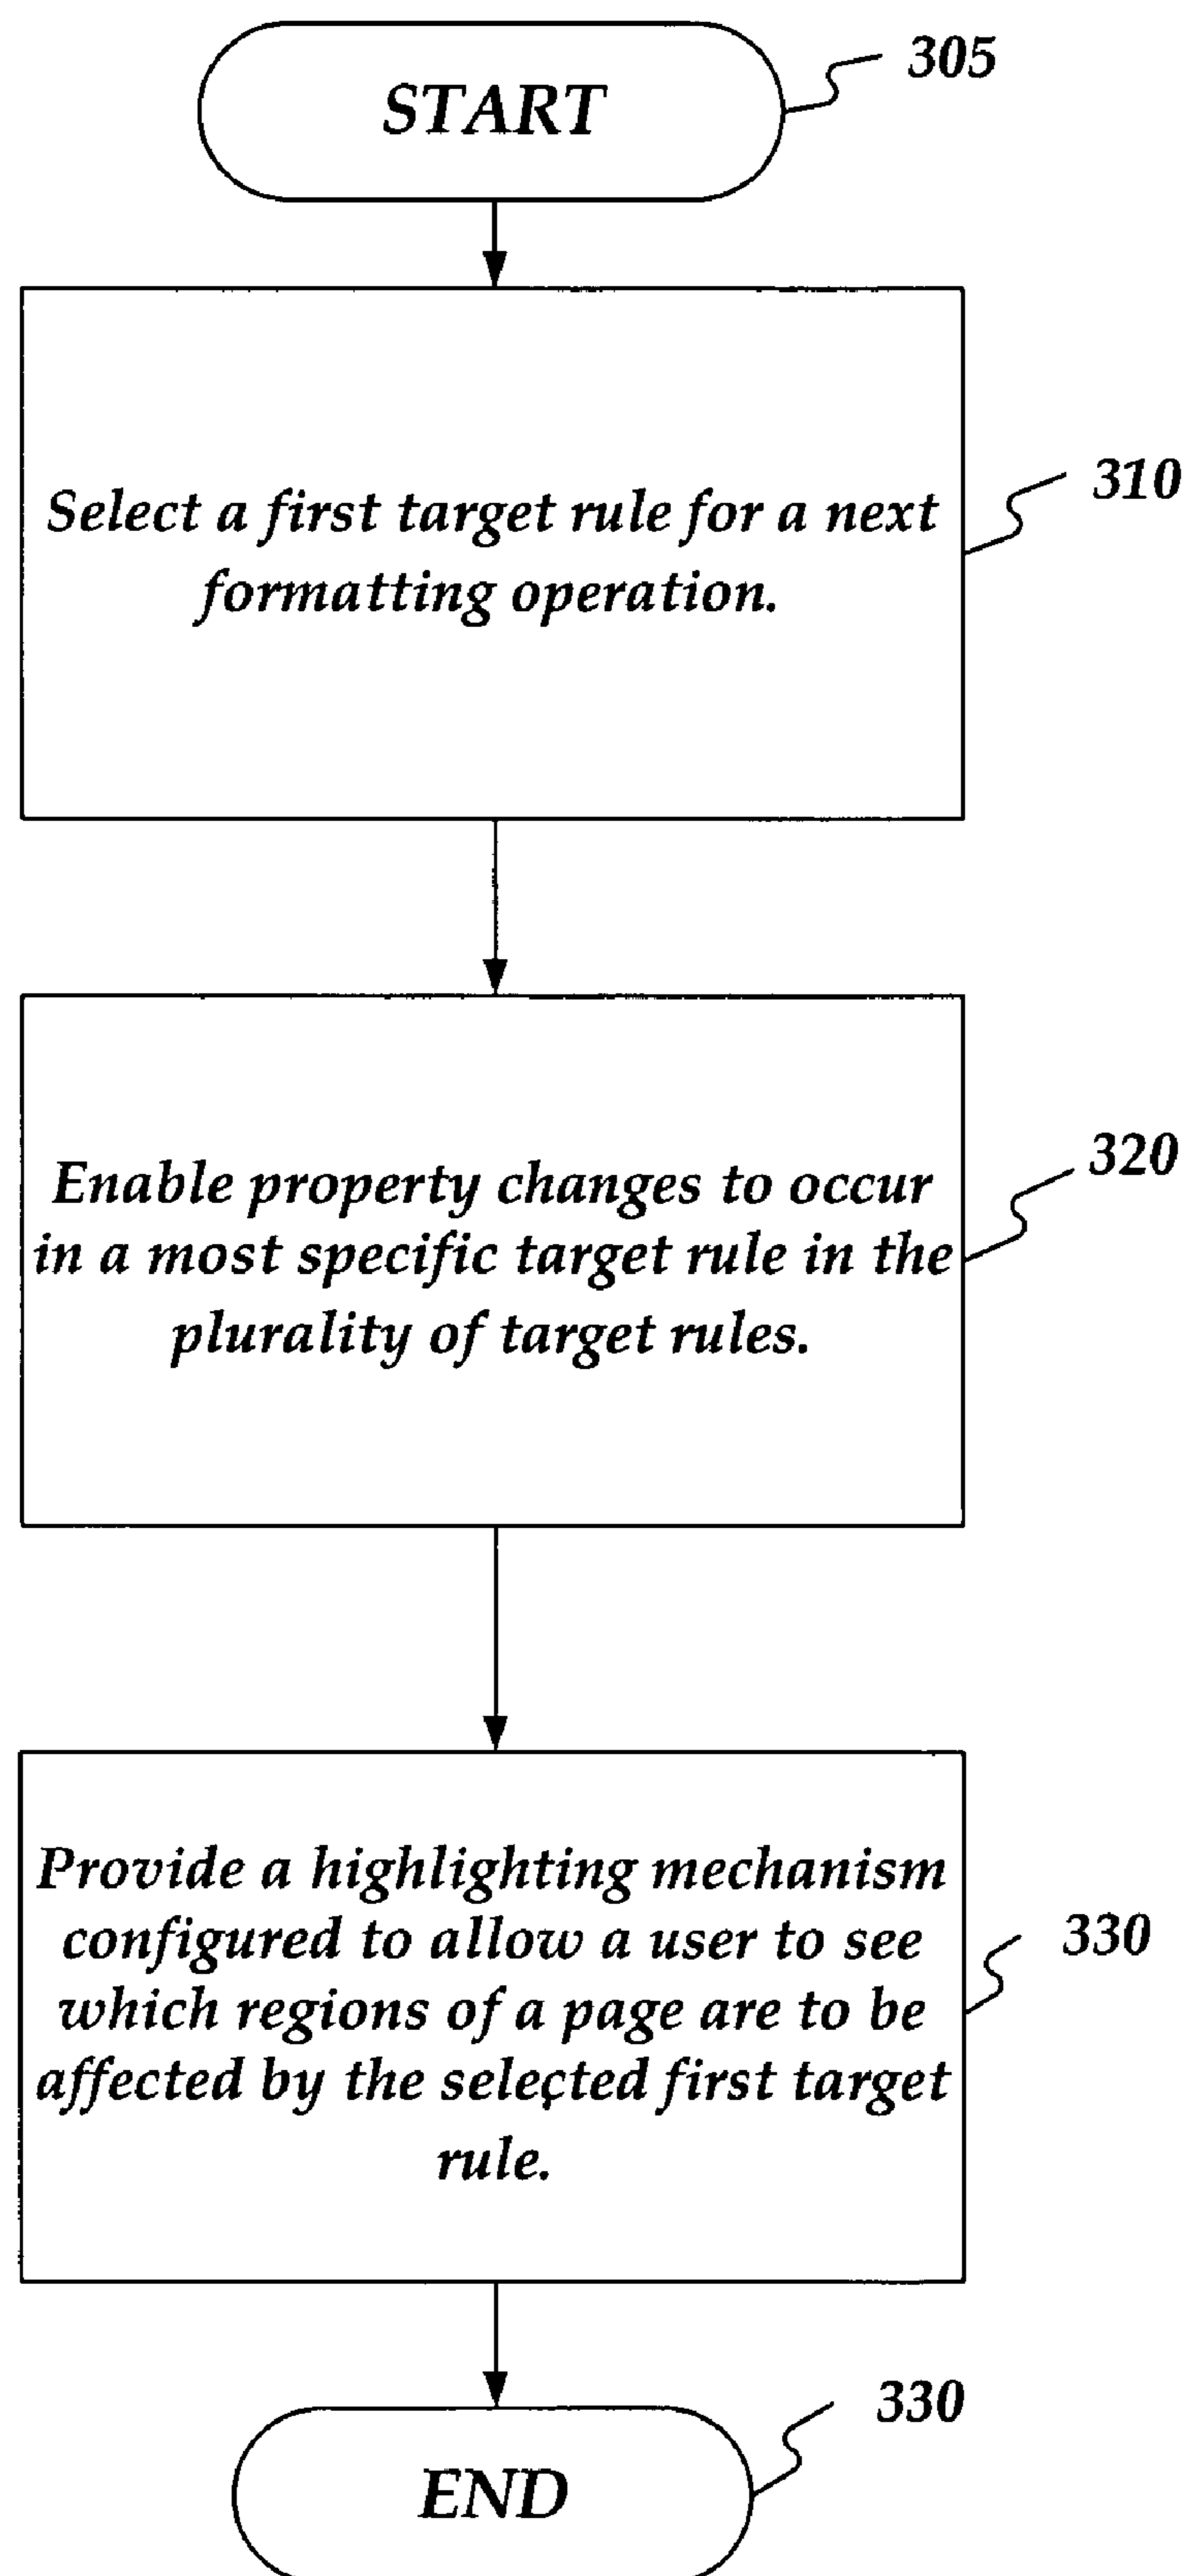 START
305
Select a first target rule for a next
formatting operation.
310
Enable property changes to occur
in a most specific target rule in the
plurality of target rules.
320
Provide a highlighting mechanism
configured to allow a user to see
which regions of a page are to be
affected by the selected first target
rule.
330
END
330